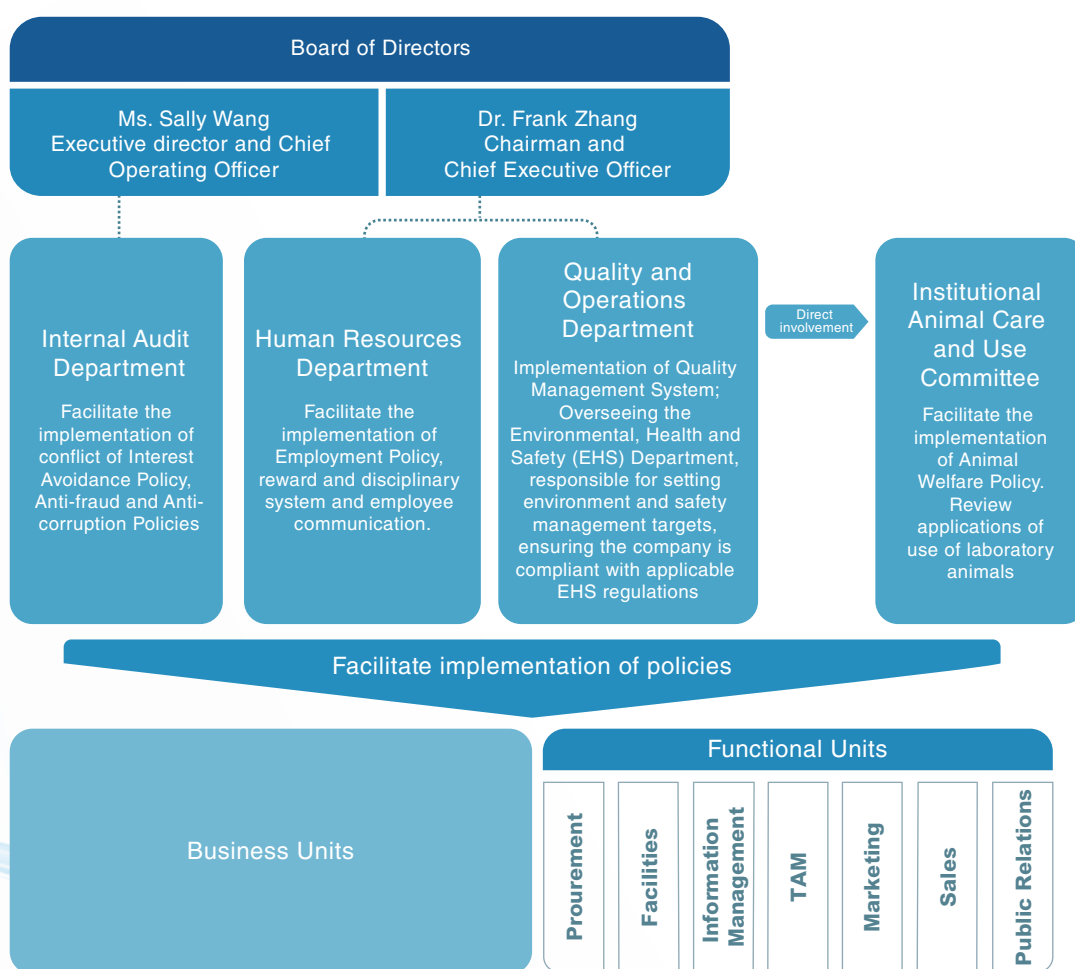 Board of Directors
Ms. Sally Wang
Executive director and Chief
Operating Officer
Dr. Frank Zhang
Chairman and
Chief Executive Officer
Internal Audit
Department
Facilitate the
implementation of
conflict of Interest
Avoidance Policy,
Anti-fraud and Anti-
corruption Policies
Human Resources
Department
Facilitate the
implementation of
Employment Policy,
reward and disciplinary
system and employee
communication.
Quality and
Operations
Department
Implementation of Quality
Management System;
Overseeing the
Environmental, Health and
Safety (EHS) Department,
responsible for setting
environment and safety
management targets,
ensuring the company is
compliant with applicable
EHS regulations
Direct
involvement
Institutional
Animal Care
and Use
Committee
Facilitate the
implementation
of Animal
Welfare Policy.
Review
applications of
use of laboratory
animals
Facilitate implementation of policies
Business Units
Functional Units
Prourement
Facilities
Information
Management
TAM
Marketing
Sales
Public Relations